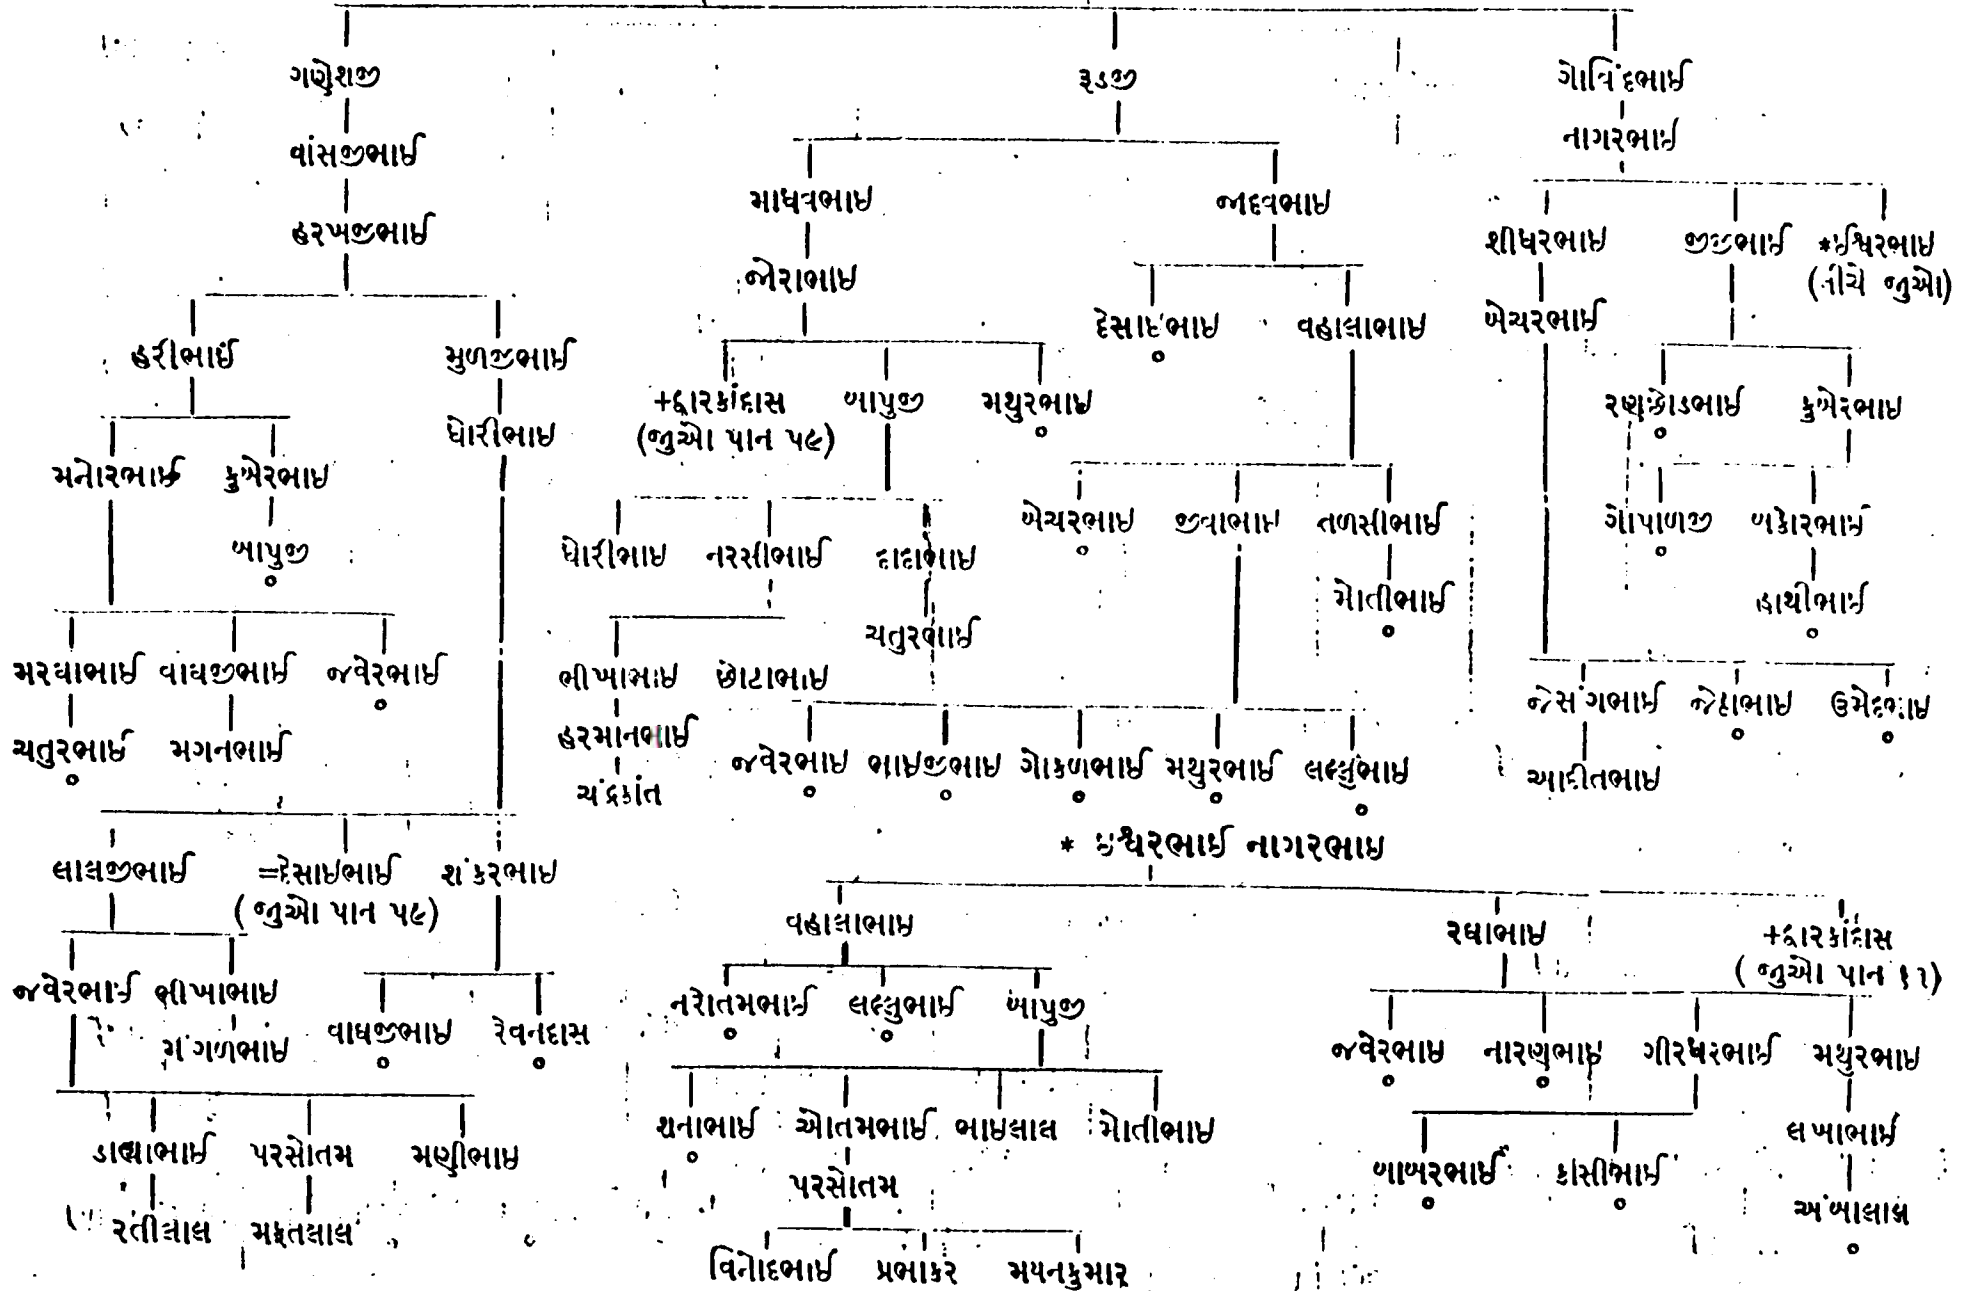 ગણેશજી રૂડજી ગોવિંદભાઈ
વાંસજીભાઈ નાગરભાઈ
હરખજીભાઈ માધવભાઈ જાદવભાઈ
શીધરભાઈ જીજીભાઈ *ઈશ્વરભાઈ
(નીચે જુઓ)
જોરાભાઈ
હરીભાઈ મુળજીભાઈ દેસાઈભાઈ વહાલાભાઈ બેચરભાઈ
+દ્વારકાંદાસ બાપુજી મથુરભાઈ રણછોડભાઈ કુબેરભાઈ
(જુઓ પાન ૫૯)
ધોરીભાઈ
મનોરભાઈ કુબેરભાઈ
બેચરભાઈ જીવાભાઈ તળસીભાઈ ગોપાળજી બકોરભાઈ
બાપુજી ધોરીભાઈ નરસીભાઈ દાદાભાઈ
મોતીભાઈ હાથીભાઈ
ચતુરભાઈ
મરઘાભાઈ વાઘજીભાઈ જવેરભાઈ ભીખાભાઈ છોટાભાઈ
જેસંગભાઈ જેઠાભાઈ ઉમેદભાઈ
ચતુરભાઈ મગનભાઈ હરમાનભાઈ
જવેરભાઈ ભાઈજીભાઈ ગોકળભાઈ મથુરભાઈ લલ્લુભાઈ આદીતભાઈ
ચંદ્રકાંત
* ઇશ્વરભાઈ નાગરભાઇ
લાલજીભાઈ =દેસાઇભાઈ શંકરભાઇ
(જુઓ પાન ૫૯)
વહાલાભાઇ રઘાભાઇ +દ્વારકાંદાસ
(જુઓ પાન ૬૧)
જવેરભાઈ ભીખાભાઇ
નરોતમભાઈ લલ્લુભાઈ બાપુજી
મંગળભાઇ વાઘજીભાઇ રેવનદાસ
જવેરભાઇ નારણભાઇ ગીરધરભાઈ મથુરભાઇ
શનાભાઈ ઓતમભાઈ ભાઇલાલ મોતીભાઇ લખાભાઈ
ડાહ્યાભાઈ પરસોતમ મણીભાઇ બાબરભાઈ કાસીભાઈ
પરસોતમ
રતીલાલ મફતલાલ અંબાલાલ
વિનોદભાઈ પ્રભાકર મયનકુમાર